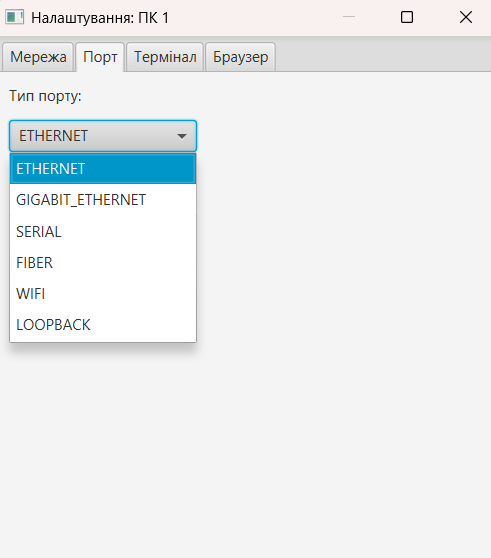 Налаштування: ПК 1
Мережа Порт Термінал Браузер
Тип порту:
ETHERNET
ETHERNET
GIGABIT_ETHERNET
SERIAL
FIBER
WIFI
LOOPBACK